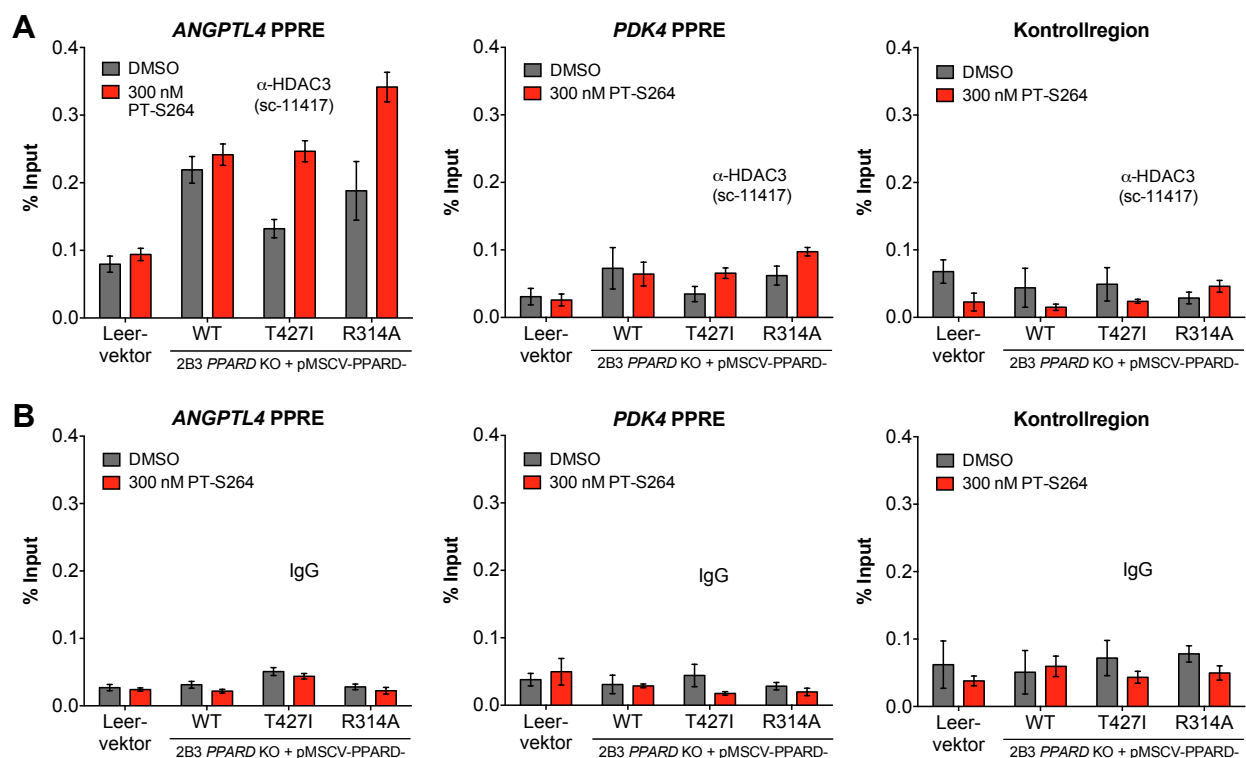 A
ANGPTL4 PPRE
% Input
0.4
0.3
0.2
0.1
0.0
DMSO
300 nM
PT-S264
α-HDAC3
(sc-11417)
Leer-
vektor
WT
T427I
R314A
2B3 PPARD KO + pMSCV-PPARD-
PDK4 PPRE
% Input
0.4
0.3
0.2
0.1
0.0
DMSO
300 nM PT-S264
α-HDAC3
(sc-11417)
Leer-
vektor
WT
T427I
R314A
2B3 PPARD KO + pMSCV-PPARD-
Kontrollregion
% Input
0.4
0.3
0.2
0.1
0.0
DMSO
300 nM PT-S264
α-HDAC3
(sc-11417)
Leer-
vektor
WT
T427I
R314A
2B3 PPARD KO + pMSCV-PPARD-
B
ANGPTL4 PPRE
% Input
0.4
0.3
0.2
0.1
0.0
DMSO
300 nM PT-S264
IgG
Leer-
vektor
WT
T427I
R314A
2B3 PPARD KO + pMSCV-PPARD-
PDK4 PPRE
% Input
0.4
0.3
0.2
0.1
0.0
DMSO
300 nM PT-S264
IgG
Leer-
vektor
WT
T427I
R314A
2B3 PPARD KO + pMSCV-PPARD-
Kontrollregion
% Input
0.4
0.3
0.2
0.1
0.0
DMSO
300 nM PT-S264
IgG
Leer-
vektor
WT
T427I
R314A
2B3 PPARD KO + pMSCV-PPARD-